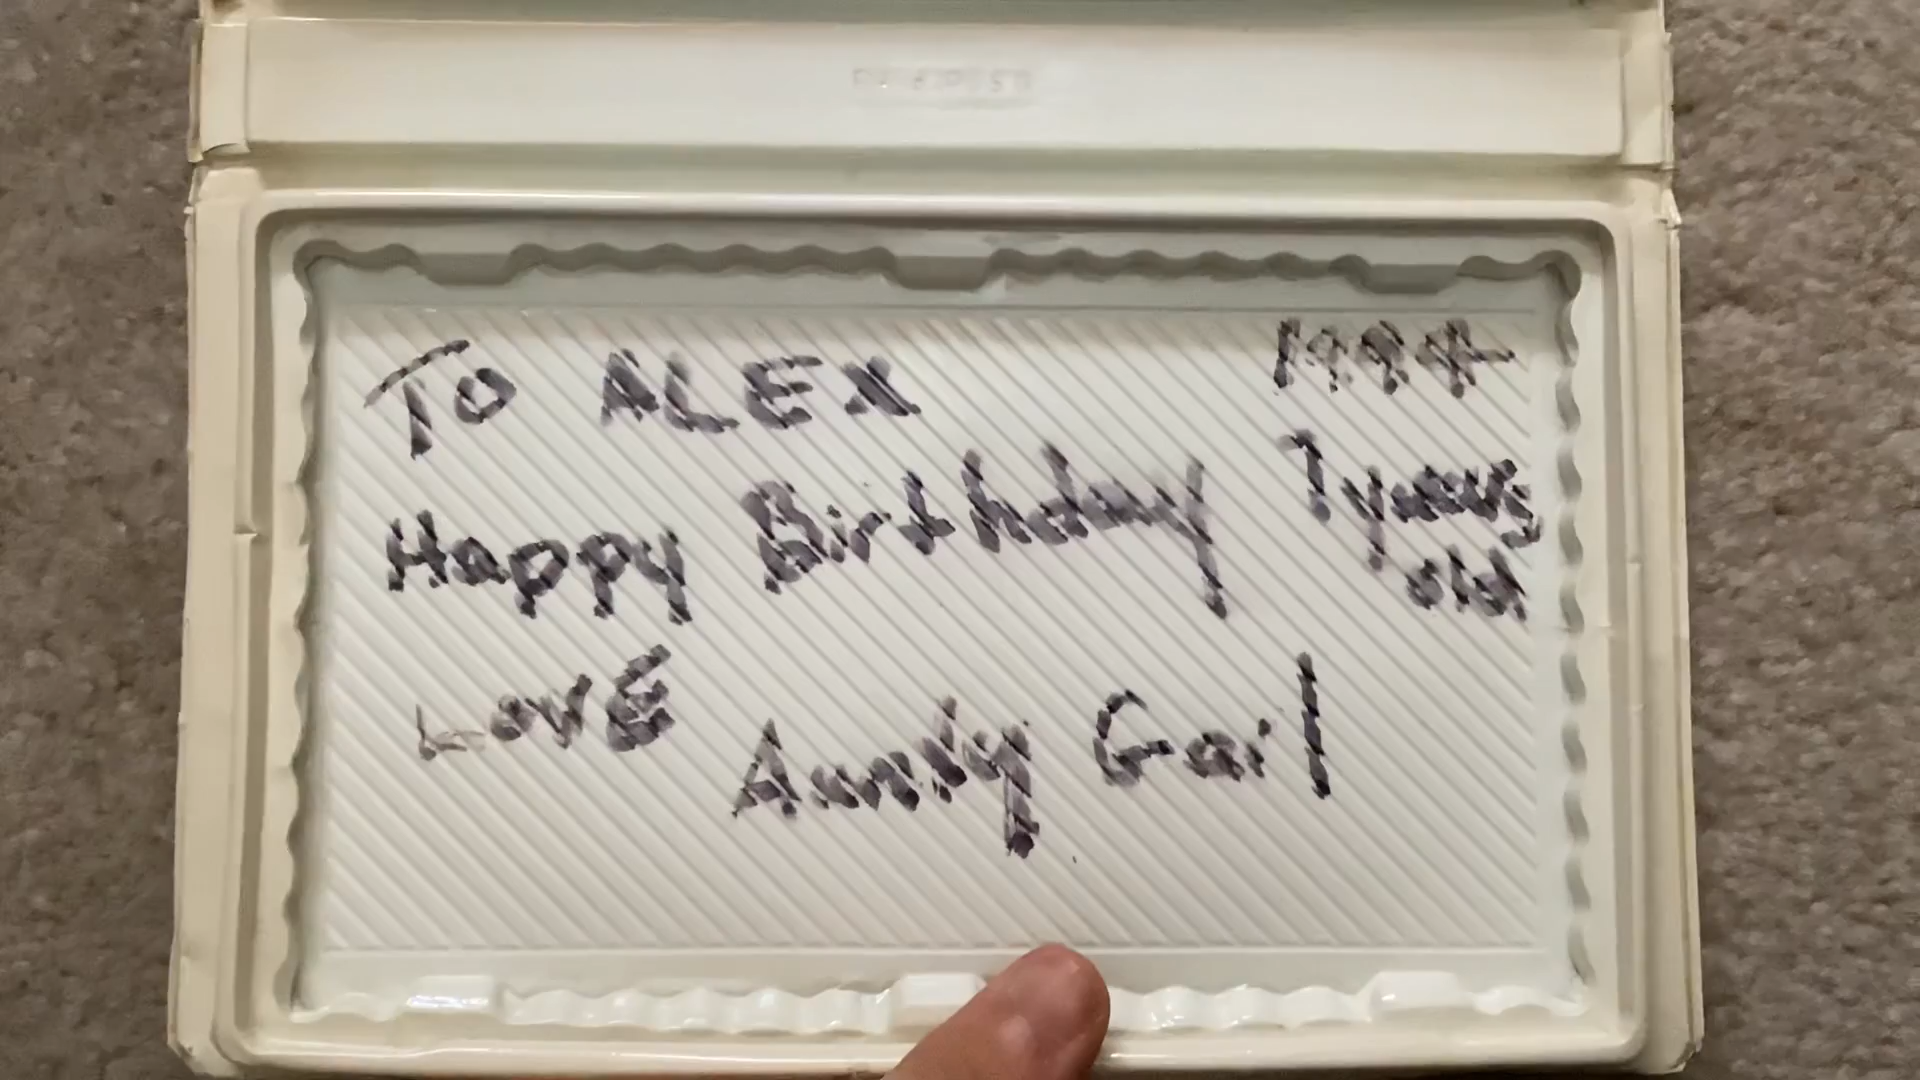 TO ALEX
1994
Happy Birthday
7 years
old
LOVE
Aunty Gail